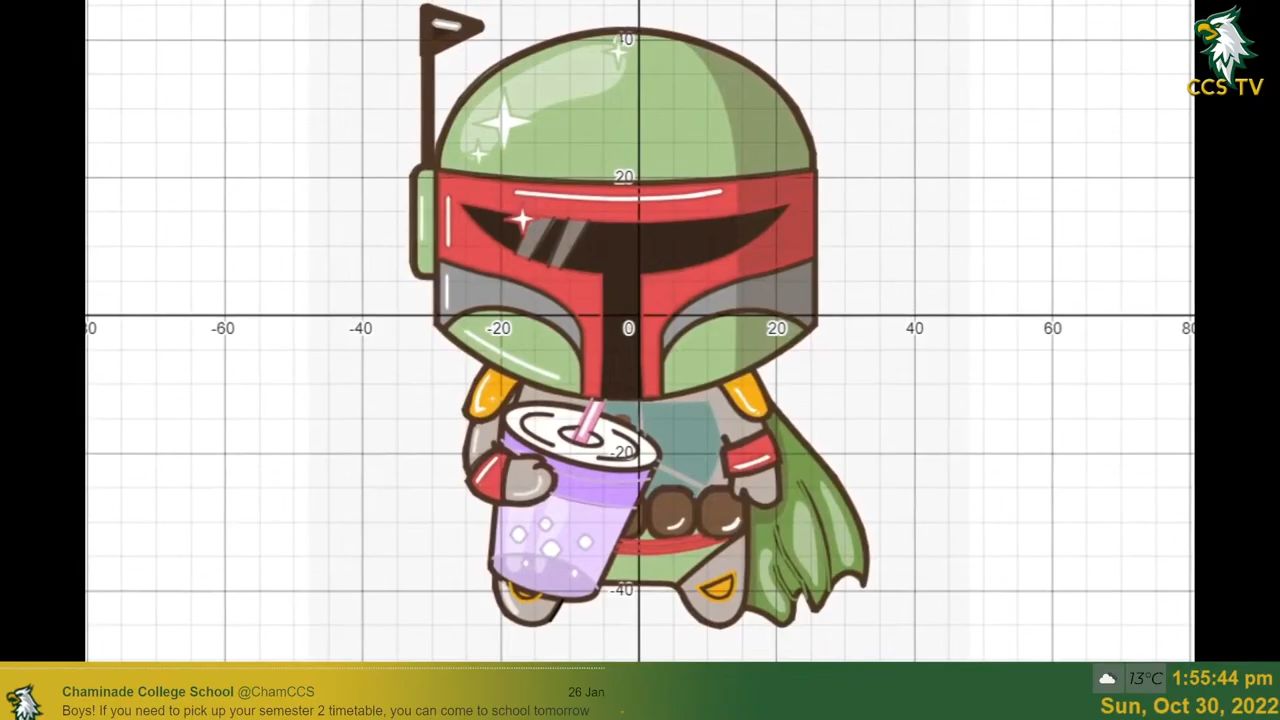 CCS TV
40
20
80 -60 -40 -20 0 20 40 60 80
-20
-40
Chaminade College School @ChamCCS 26 Jan
Boys! If you need to pick up your semester 2 timetable, you can come to school tomorrow
13°C 1:55:44 pm
Sun, Oct 30, 2022